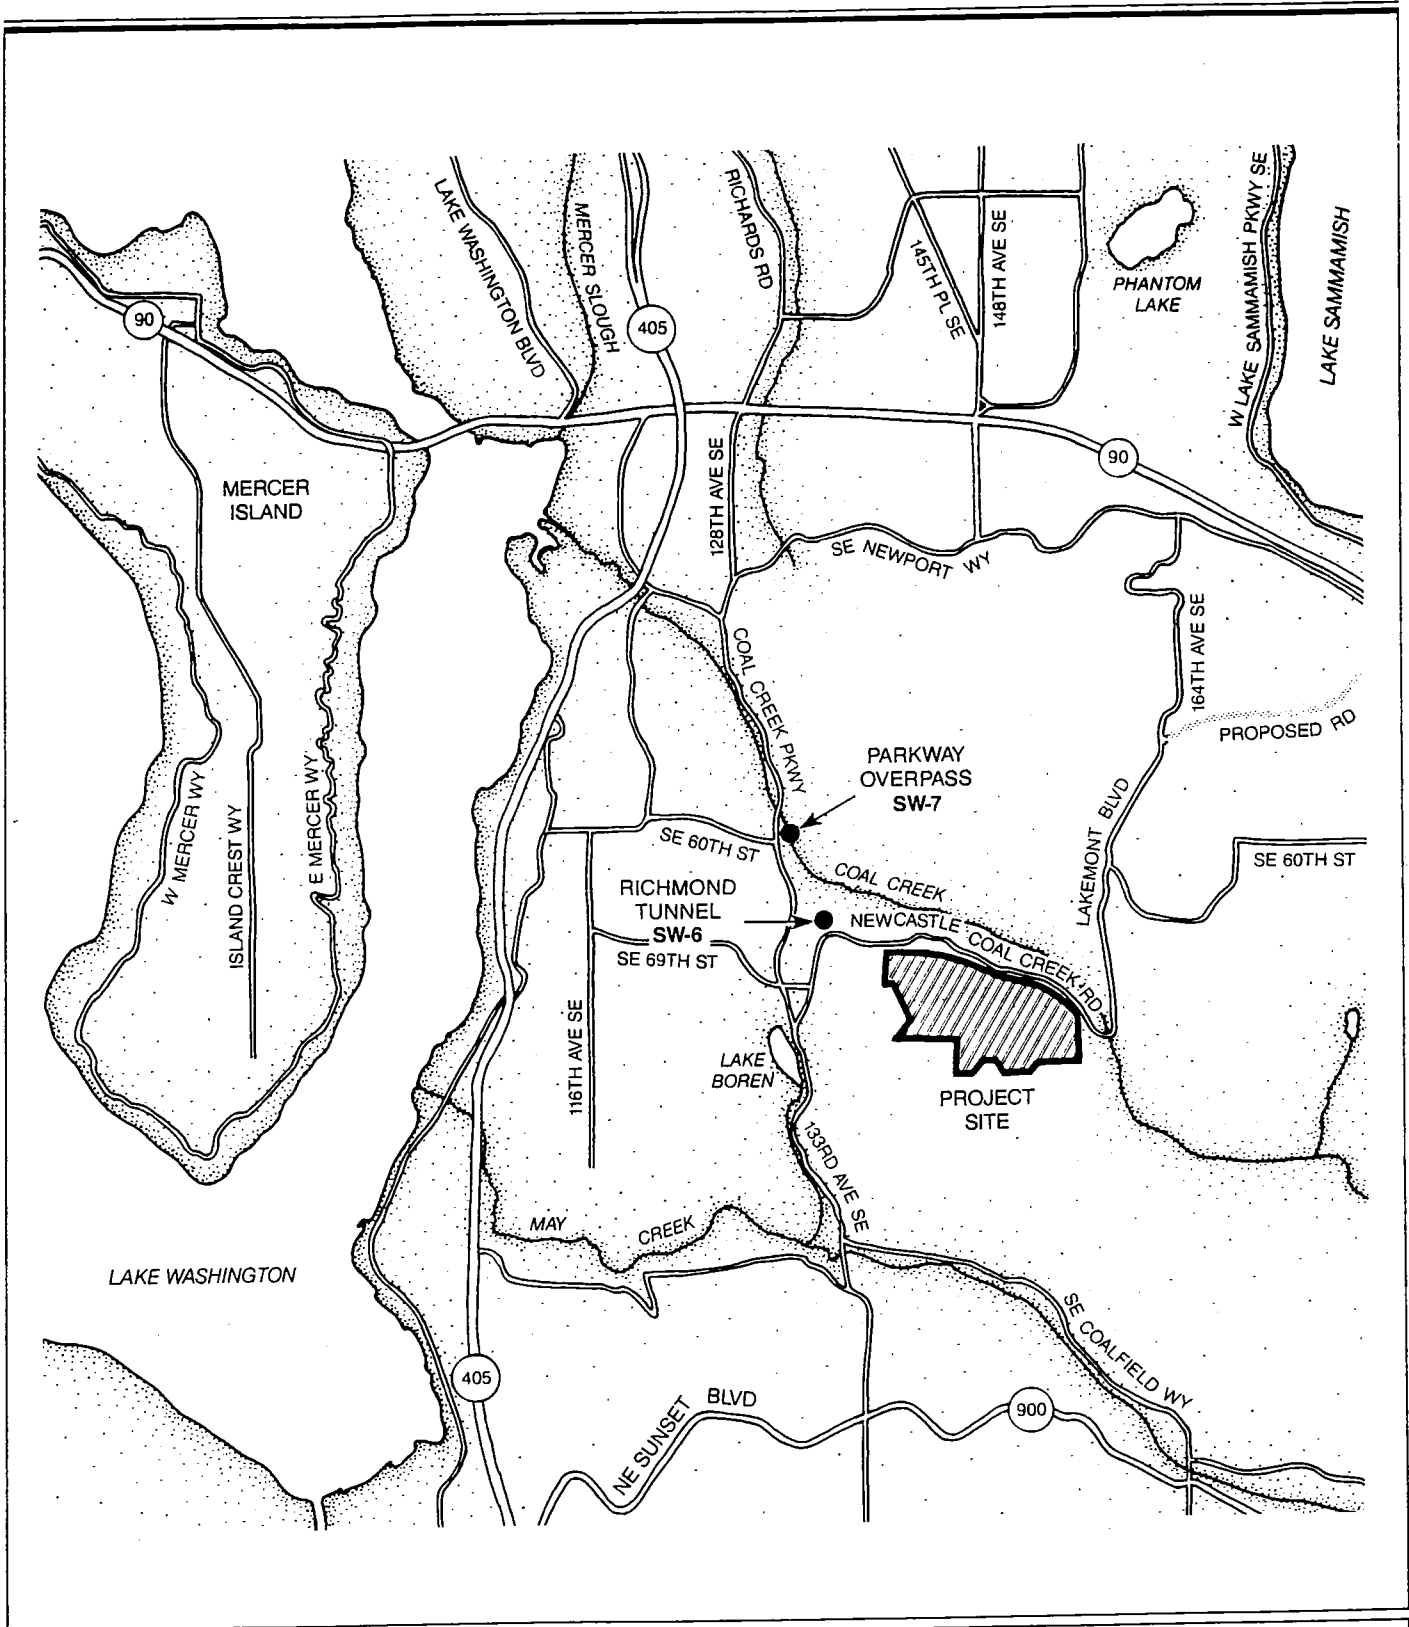 LAKE WASHINGTON BLVD
MERCER SLOUGH
RICHARDS RD
145TH PL SE
148TH AVE SE
PHANTOM
LAKE
W LAKE SAMMAMISH PKWY SE
LAKE SAMMAMISH
90
405
90
MERCER
ISLAND
128TH AVE SE
SE NEWPORT WY
164TH AVE SE
COAL CREEK PKWY
PROPOSED RD
PARKWAY
OVERPASS
SW-7
W MERCER WY
ISLAND CREST WY
E MERCER WY
SE 60TH ST
LAKEMONT BLVD
SE 60TH ST
COAL CREEK
RICHMOND
TUNNEL
SW-6
NEWCASTLE COAL CREEK RD
SE 69TH ST
116TH AVE SE
LAKE
BOREN
PROJECT
SITE
133RD AVE SE
MAY CREEK
LAKE WASHINGTON
SE COALFIELD WY
405
NE SUNSET BLVD
900